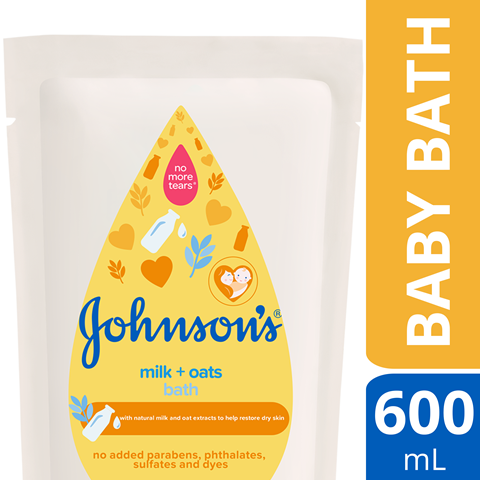 no
more
tears®
Johnson's®
milk + oats
bath
with natural milk and oat extracts to help restore dry skin
no added parabens, phthalates,
sulfates and dyes
BABY BATH
600
mL